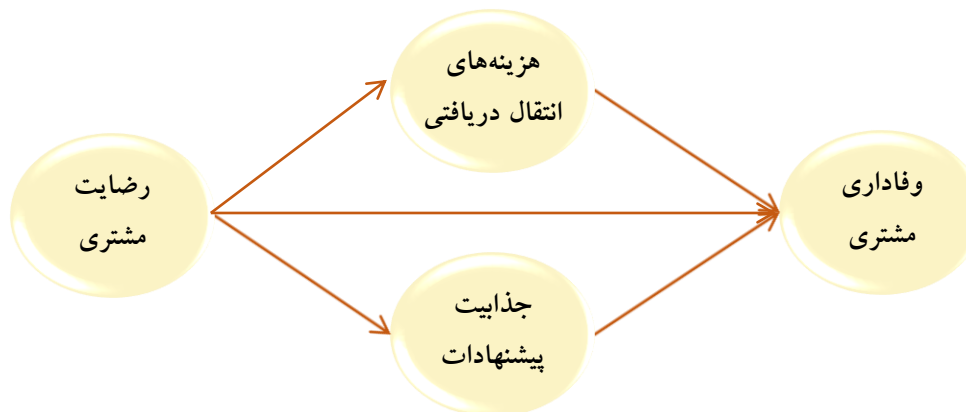 هزینه‌های
انتقال دریافتی
وفاداری
مشتری
رضایت
مشتری
جذابیت
پیشنهادات